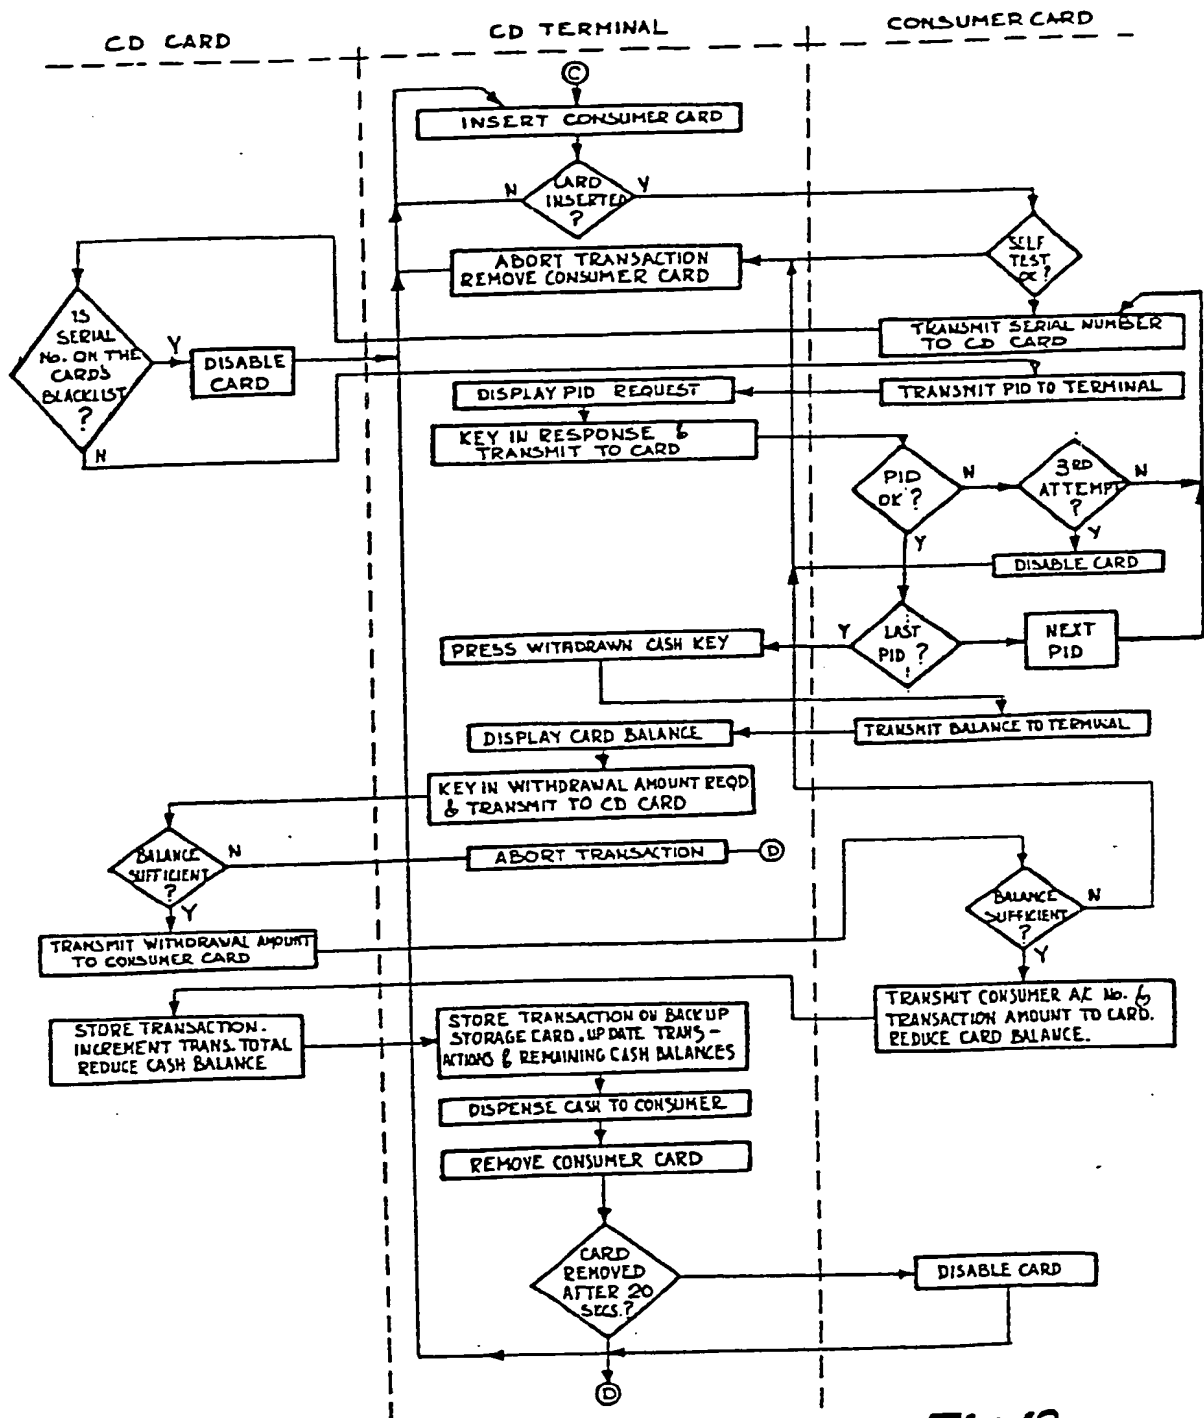 CD CARD
CD TERMINAL
CONSUMER CARD
C
INSERT CONSUMER CARD
CARD
INSERTED
?
N
Y
SELF
TEST
OK?
ABORT TRANSACTION
REMOVE CONSUMER CARD
IS
SERIAL
No. ON THE
CARD'S
BLACKLIST
?
Y
N
DISABLE
CARD
TRANSMIT SERIAL NUMBER
TO CD CARD
TRANSMIT PID TO TERMINAL
DISPLAY PID REQUEST
KEY IN RESPONSE &
TRANSMIT TO CARD
PID
OK?
N
Y
3RD
ATTEMPT
?
N
Y
DISABLE CARD
LAST
PID?
Y
NEXT
PID
PRESS WITHDRAWN CASH KEY
TRANSMIT BALANCE TO TERMINAL
DISPLAY CARD BALANCE
KEY IN WITHDRAWAL AMOUNT REQD
& TRANSMIT TO CD CARD
BALANCE
SUFFICIENT
?
N
Y
ABORT TRANSACTION
D
TRANSMIT WITHDRAWAL AMOUNT
TO CONSUMER CARD
BALANCE
SUFFICIENT
?
N
Y
TRANSMIT CONSUMER A/C No. &
TRANSACTION AMOUNT TO CARD.
REDUCE CARD BALANCE.
STORE TRANSACTION.
INCREMENT TRANS. TOTAL
REDUCE CASH BALANCE
STORE TRANSACTION ON BACKUP
STORAGE CARD. UPDATE TRANS-
ACTIONS & REMAINING CASH BALANCES
DISPENSE CASH TO CONSUMER
REMOVE CONSUMER CARD
CARD
REMOVED
AFTER 20
SECS.?
DISABLE CARD
D